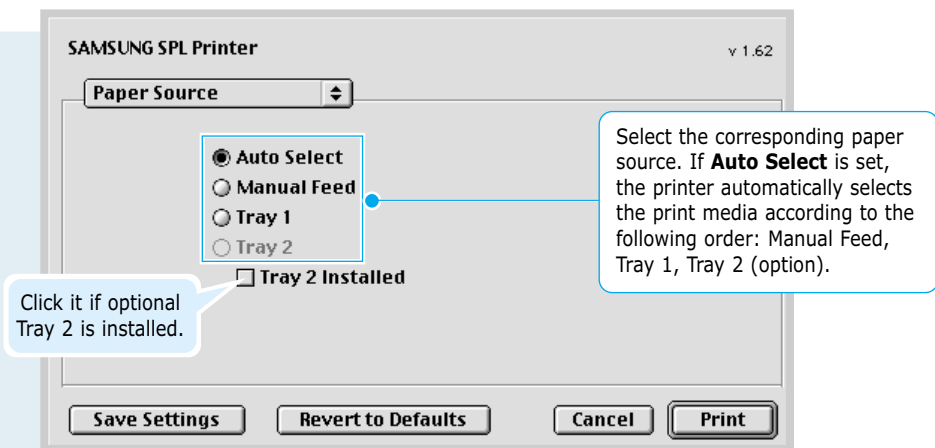 SAMSUNG SPL Printer
v 1.62
Paper Source
Auto Select
Manual Feed
Tray 1
Tray 2
Tray 2 Installed
Select the corresponding paper
source. If Auto Select is set,
the printer automatically selects
the print media according to the
following order: Manual Feed,
Tray 1, Tray 2 (option).
Click it if optional
Tray 2 is installed.
Save Settings
Revert to Defaults
Cancel
Print